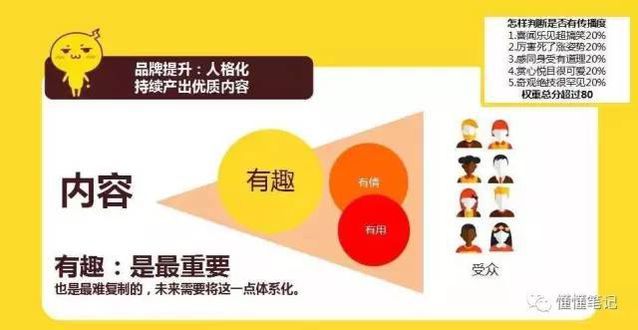 品牌提升：人格化
持续产出优质内容
怎样判断是否有传播度
1.喜闻乐见超搞笑20%
2.厉害死了涨姿势20%
3.感同身受有道理20%
4.赏心悦目很可爱20%
5.奇观绝技很罕见20%
权重总分超过80
内容
有趣
有情
有用
受众
有趣：是最重要
也是最难复制的，未来需要将这一点体系化。
懂懂笔记